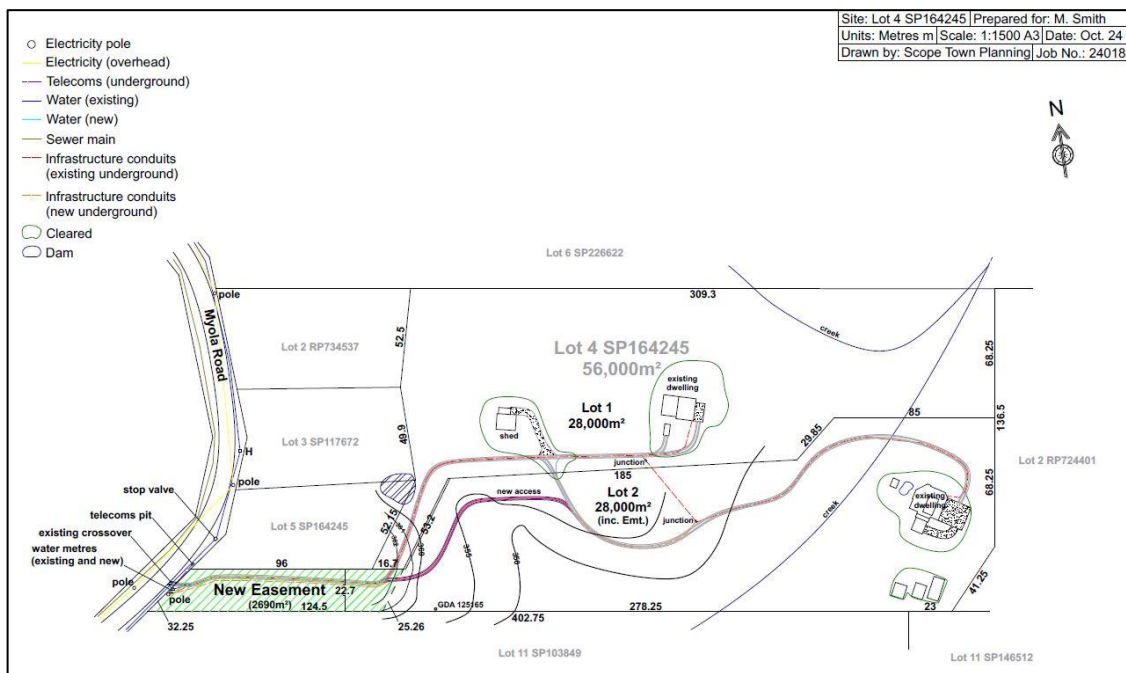 Site: Lot 4 SP164245 Prepared for: M. Smith
Units: Metres m Scale: 1:1500 A3 Date: Oct. 24
Drawn by: Scope Town Planning Job No.: 24018
Electricity pole
Electricity (overhead)
Telecoms (underground)
Water (existing)
Water (new)
Sewer main
Infrastructure conduits
(existing underground)
Infrastructure conduits
(new underground)
Cleared
Dam
N
Lot 6 SP226622
pole
309.3
Myola Road
Lot 2 RP734537
52.5
creek
68.25
Lot 4 SP164245
56,000m²
existing
dwelling
Lot 1
28,000m²
shed
85
136.5
29.85
Lot 3 SP117672
49.9
H
junction
185
Lot 2 RP724401
68.25
pole
stop valve
new access
Lot 2
28,000m²
(inc. Emt.)
junction
creek
existing
dwelling
telecoms pit
Lot 5 SP164245
52.15
53.2
existing crossover
water metres
(existing and new)
96
16.7
355
41.25
pole
pole
New Easement
(2690m²)
22.7
124.5
GDA 125165
278.25
23
32.25
25.26
402.75
Lot 11 SP103849
Lot 11 SP146512